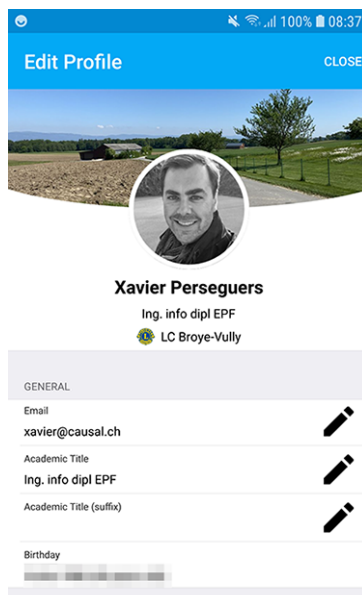 100% 08:37
Edit Profile
CLOSE
Xavier Perseguers
Ing. info dipl EPF
LC Broye-Vully
GENERAL
Email
xavier@causal.ch
Academic Title
Ing. info dipl EPF
Academic Title (suffix)
Birthday